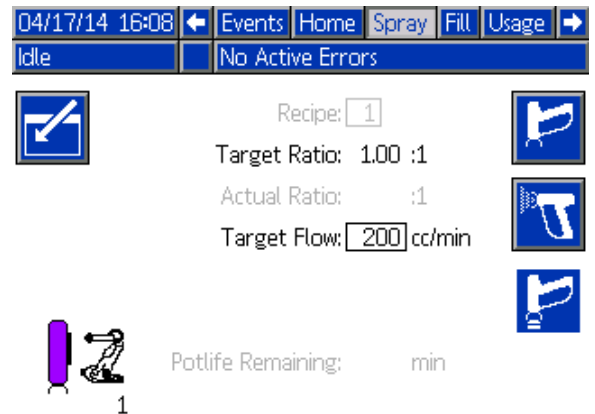 04/17/14 16:08 Events Home Spray Fill Usage
Idle No Active Errors
Recipe: 1
Target Ratio: 1.00 :1
Actual Ratio: :1
Target Flow: 200 cc/min
Potlife Remaining: min
1